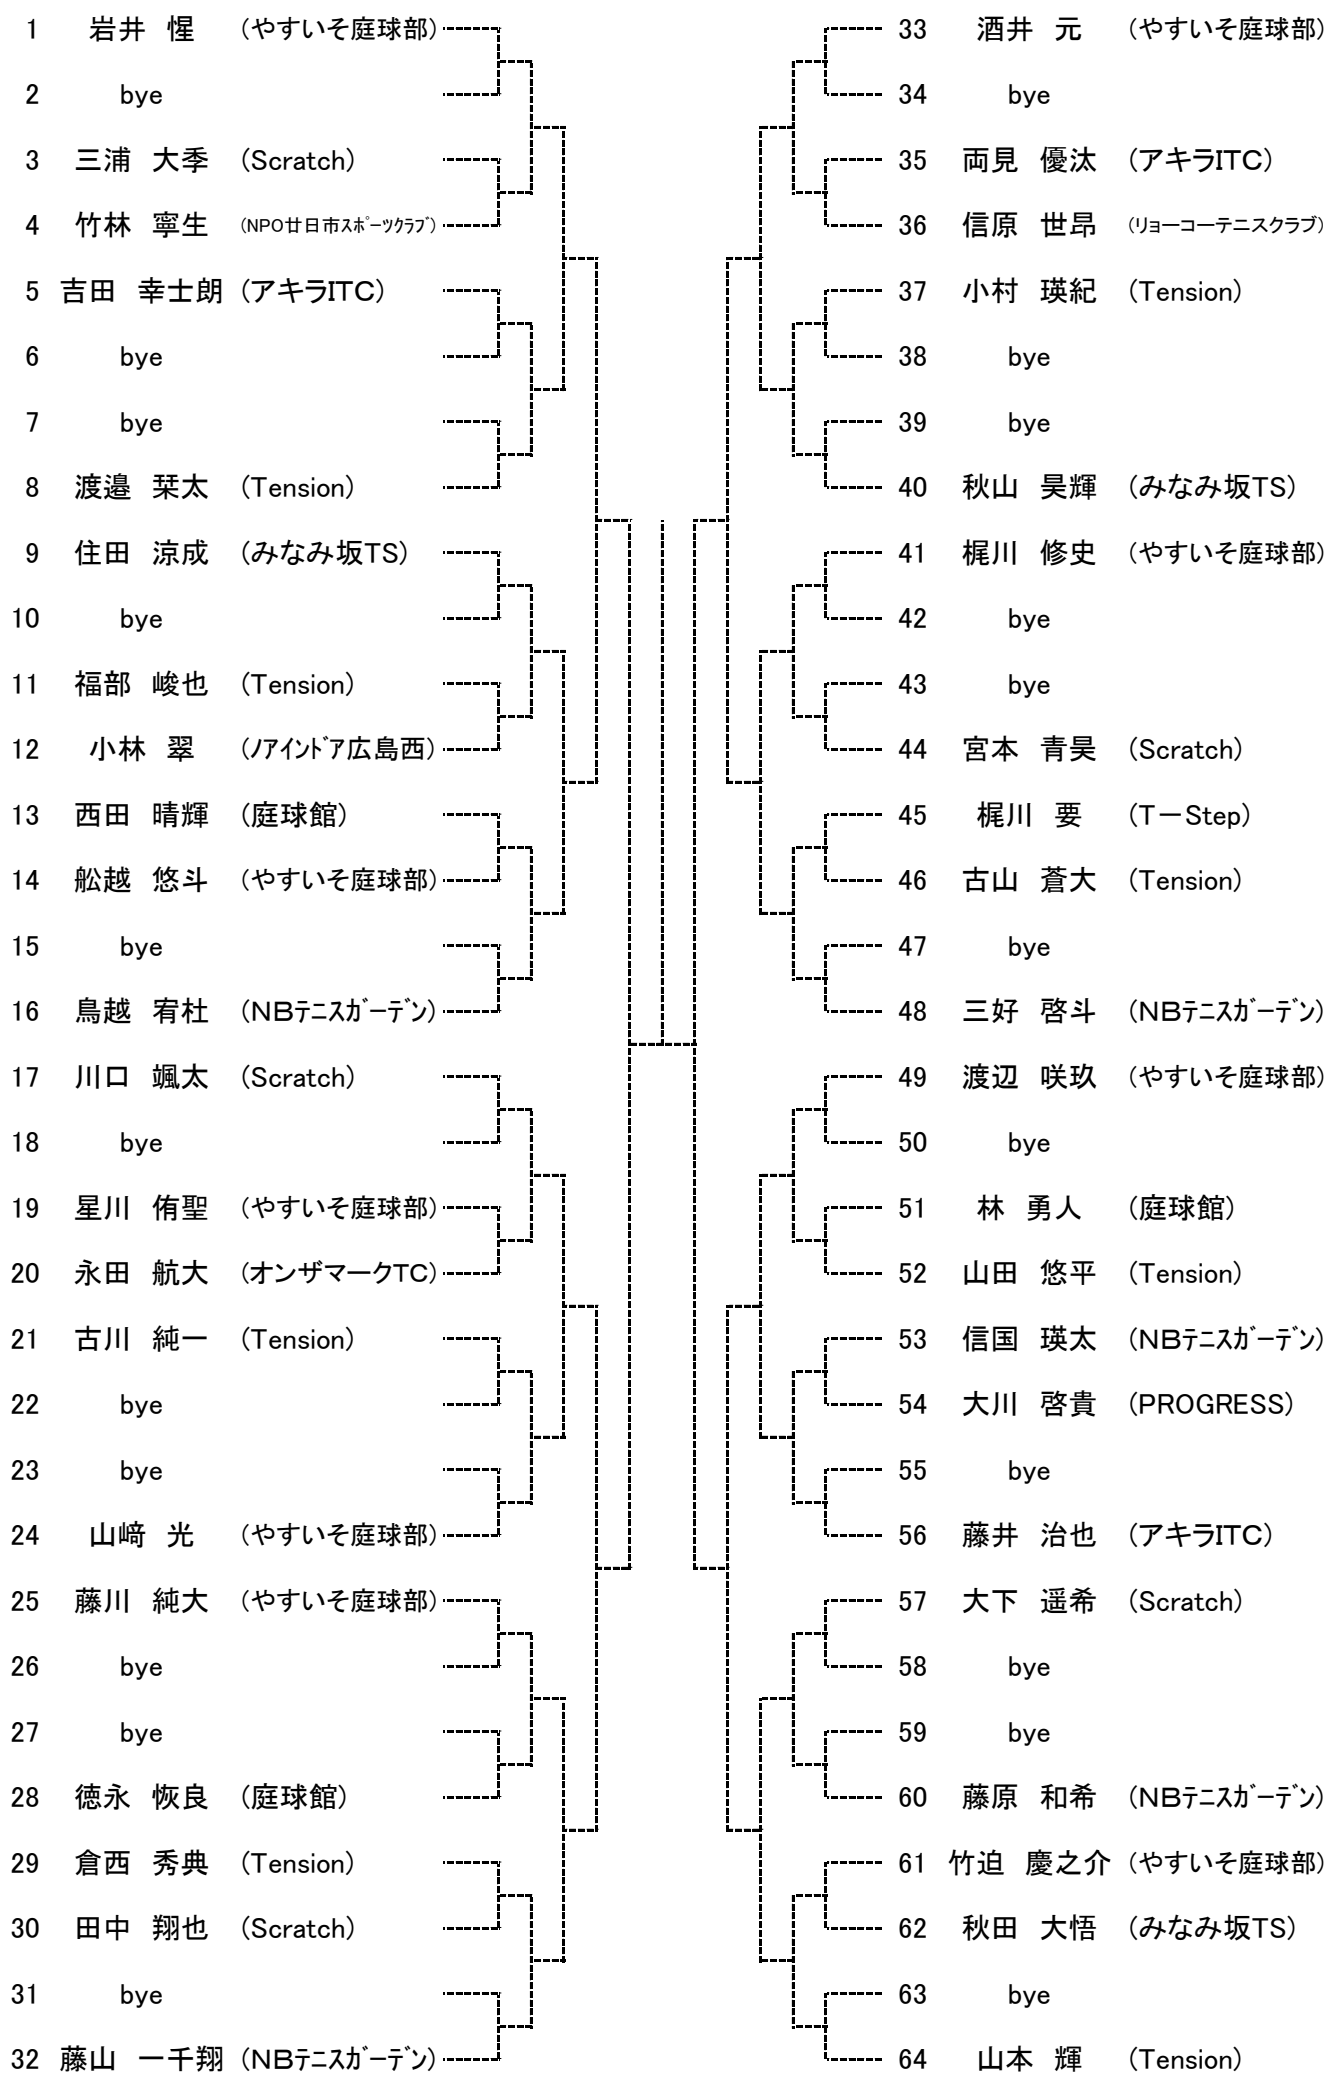 1 岩井 惺 (やすいそ庭球部)
2 bye
3 三浦 大季 (Scratch)
4 竹林 寧生 (NPO廿日市ｽﾎﾟｰﾂｸﾗﾌﾞ)
5 吉田 幸士朗 (アキラITC)
6 bye
7 bye
8 渡邉 栞太 (Tension)
9 住田 涼成 (みなみ坂TS)
10 bye
11 福部 峻也 (Tension)
12 小林 翠 (ﾉｱｲﾝﾄﾞｱ広島西)
13 西田 晴輝 (庭球館)
14 舩越 悠斗 (やすいそ庭球部)
15 bye
16 鳥越 宥杜 (NBﾃﾆｽｶﾞｰﾃﾞﾝ)
17 川口 颯太 (Scratch)
18 bye
19 星川 侑聖 (やすいそ庭球部)
20 永田 航大 (オンザマークTC)
21 古川 純一 (Tension)
22 bye
23 bye
24 山﨑 光 (やすいそ庭球部)
25 藤川 純大 (やすいそ庭球部)
26 bye
27 bye
28 徳永 恢良 (庭球館)
29 倉西 秀典 (Tension)
30 田中 翔也 (Scratch)
31 bye
32 藤山 一千翔 (NBﾃﾆｽｶﾞｰﾃﾞﾝ)
33 酒井 元 (やすいそ庭球部)
34 bye
35 両見 優汰 (アキラITC)
36 信原 世昂 (リョーコーテニスクラブ)
37 小村 瑛紀 (Tension)
38 bye
39 bye
40 秋山 昊輝 (みなみ坂TS)
41 梶川 修史 (やすいそ庭球部)
42 bye
43 bye
44 宮本 青昊 (Scratch)
45 梶川 要 (T－Step)
46 古山 蒼大 (Tension)
47 bye
48 三好 啓斗 (NBﾃﾆｽｶﾞｰﾃﾞﾝ)
49 渡辺 咲玖 (やすいそ庭球部)
50 bye
51 林 勇人 (庭球館)
52 山田 悠平 (Tension)
53 信国 瑛太 (NBﾃﾆｽｶﾞｰﾃﾞﾝ)
54 大川 啓貴 (PROGRESS)
55 bye
56 藤井 治也 (アキラITC)
57 大下 遥希 (Scratch)
58 bye
59 bye
60 藤原 和希 (NBﾃﾆｽｶﾞｰﾃﾞﾝ)
61 竹迫 慶之介 (やすいそ庭球部)
62 秋田 大悟 (みなみ坂TS)
63 bye
64 山本 輝 (Tension)